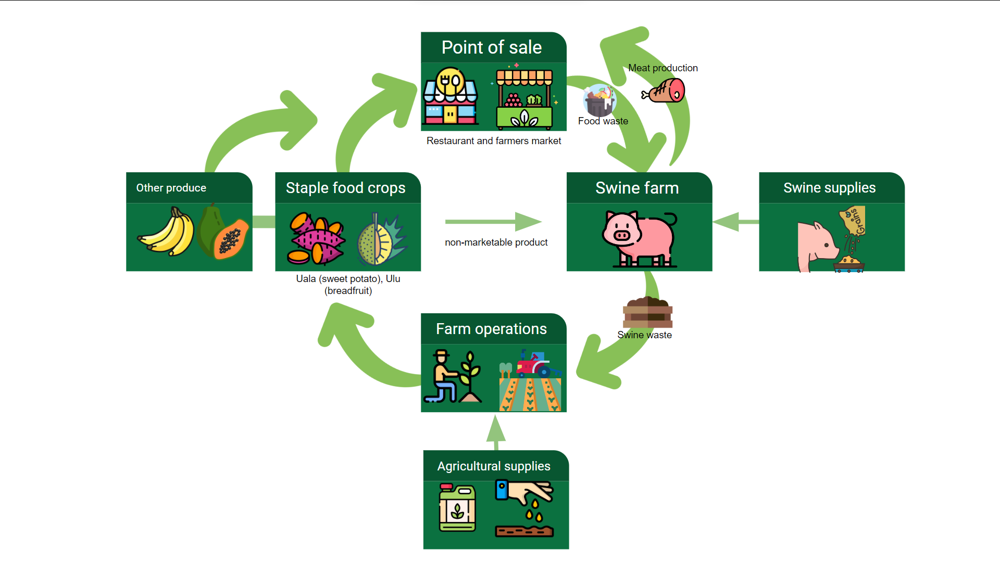 Point of sale
Meat production
Food waste
Restaurant and farmers market
Other produce
Staple food crops
Swine farm
Swine supplies
Grains
non-marketable product
Uala (sweet potato), Ulu
(breadfruit)
Farm operations
Swine waste
Agricultural supplies